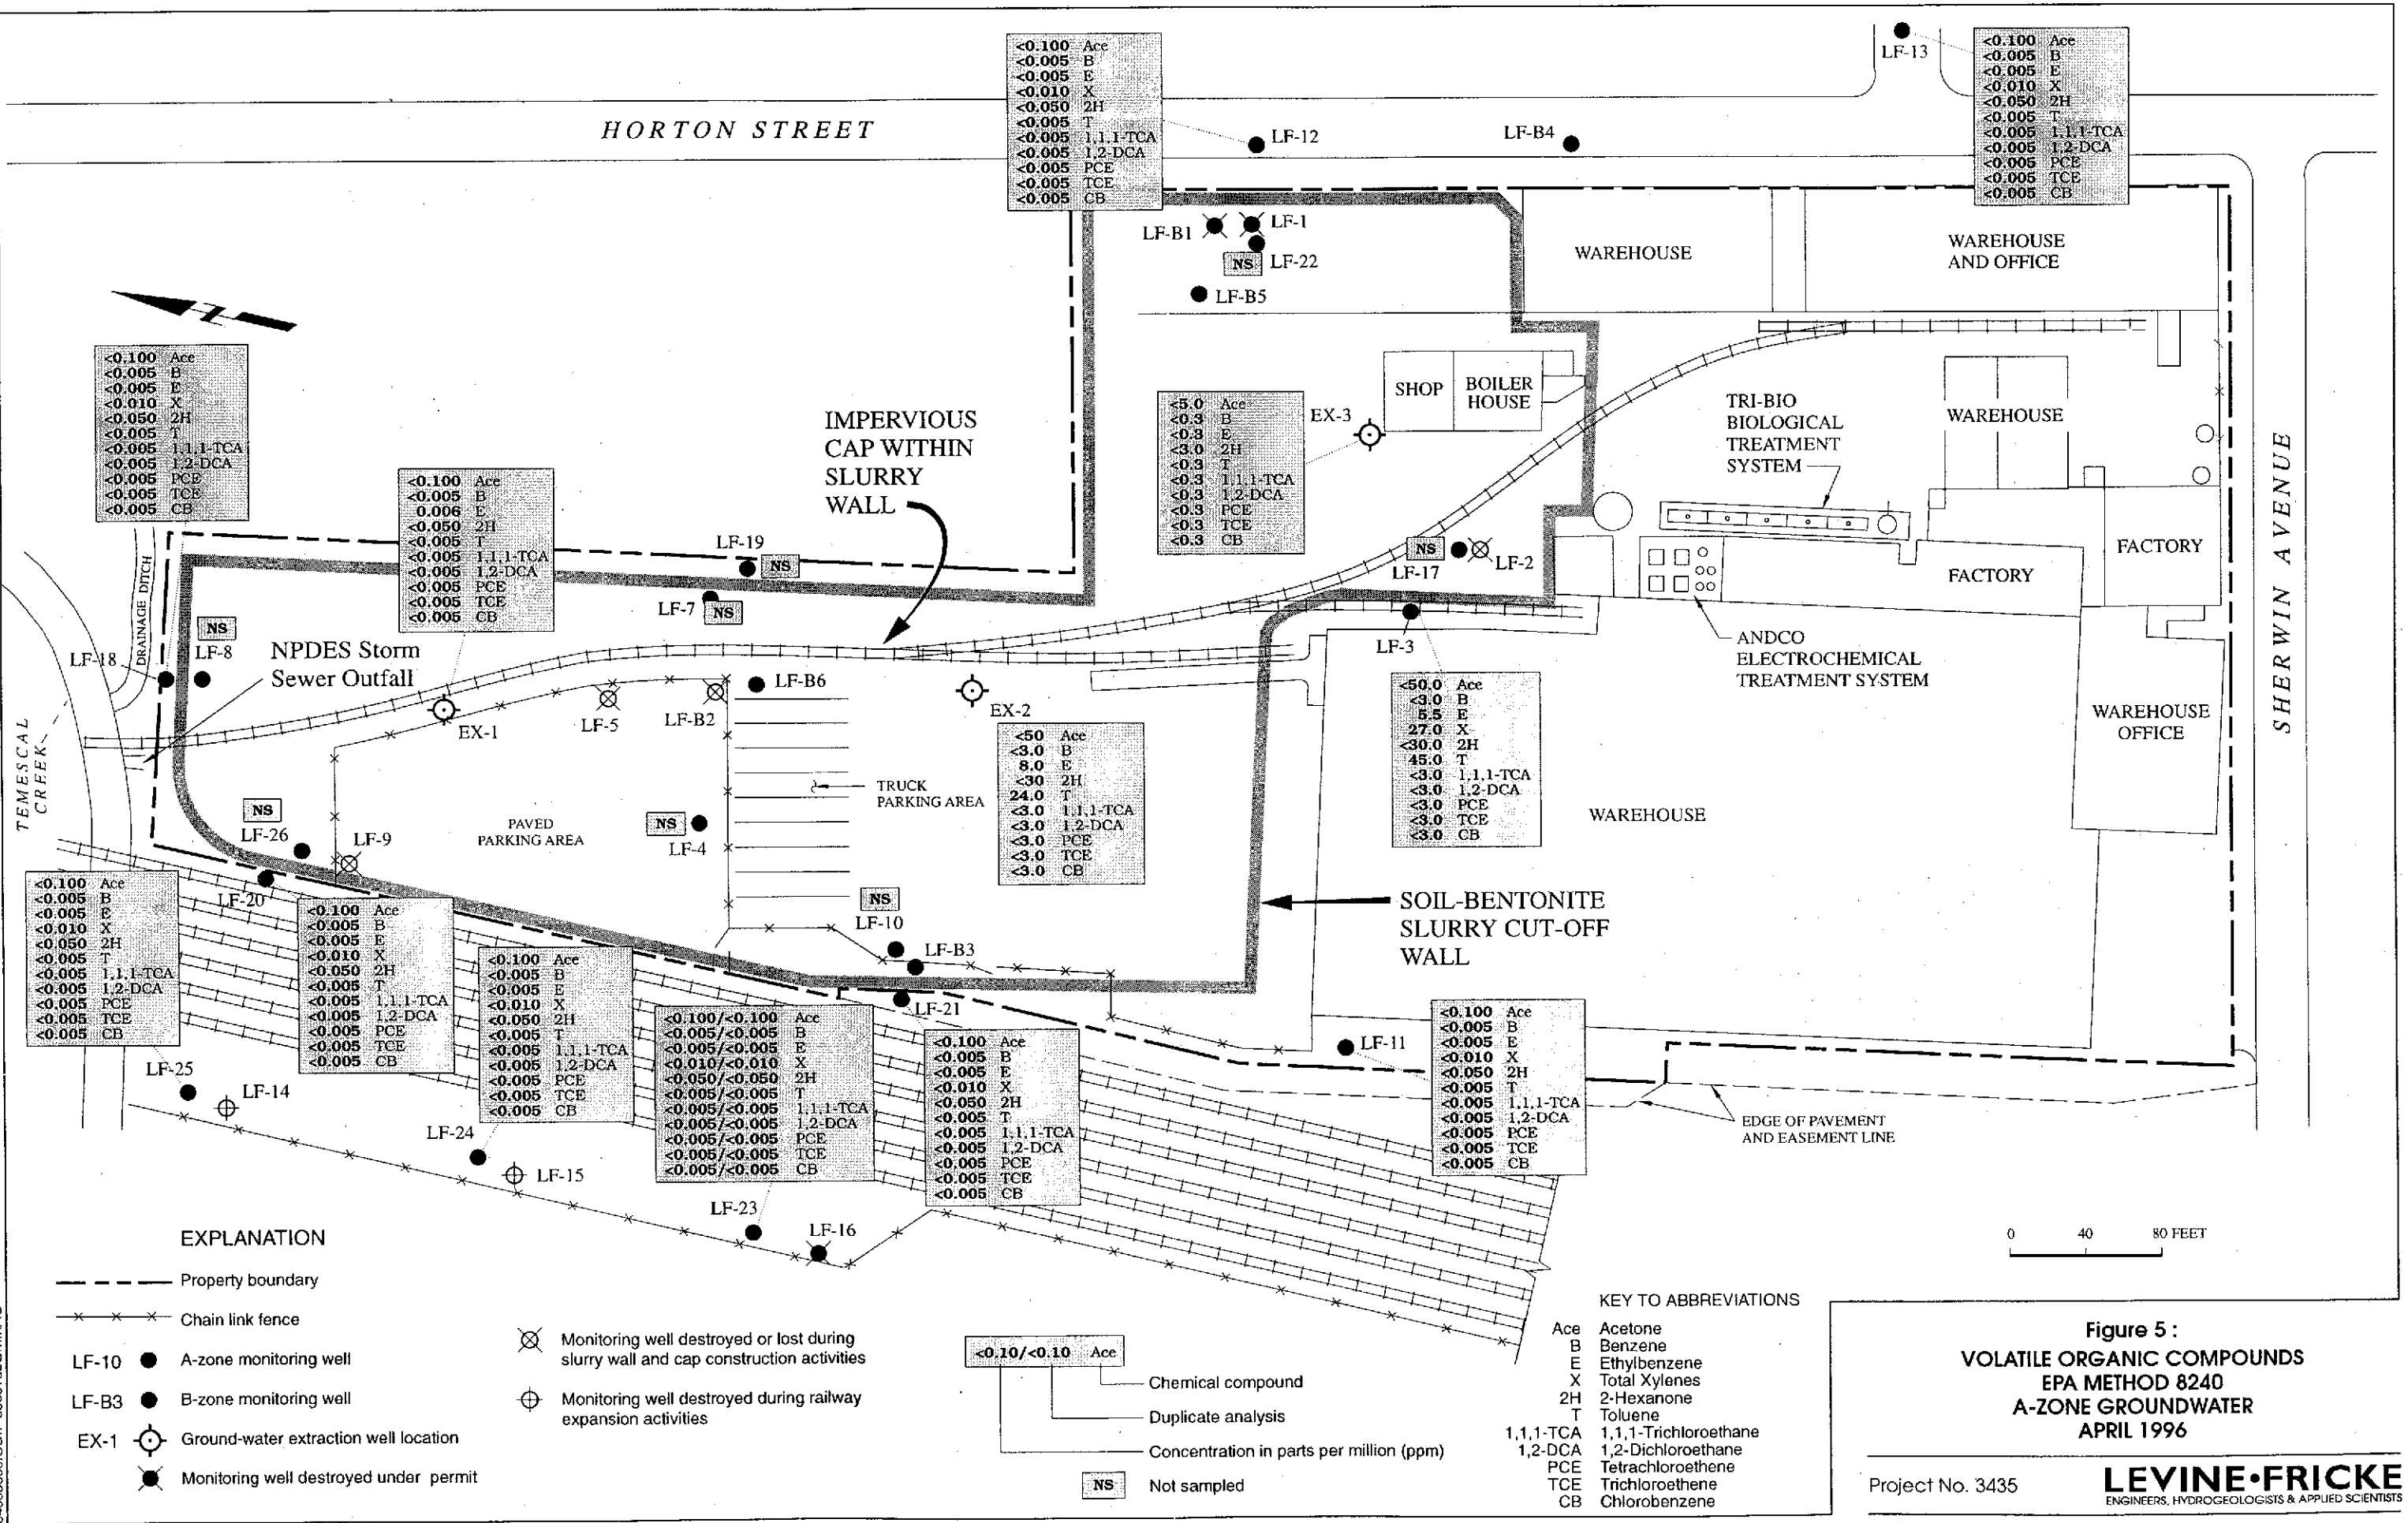 HORTON STREET
<0.100 Ace
<0.005 B
<0.005 E
<0.010 X
<0.050 2H
<0.005 T
<0.005 1,1,1-TCA
<0.005 1,2-DCA
<0.005 PCE
<0.005 TCE
<0.005 CB
LF-12
LF-B4
LF-13
<0.100 Ace
<0.005 B
<0.005 E
<0.010 X
<0.050 2H
<0.005 T
<0.005 1,1,1-TCA
<0.005 1,2-DCA
<0.005 PCE
<0.005 TCE
<0.005 CB
LF-B1
LF-1
NS
LF-22
LF-B5
WAREHOUSE
WAREHOUSE
AND OFFICE
<0.100 Ace
<0.005 B
<0.005 E
<0.010 X
<0.050 2H
<0.005 T
<0.005 1,1,1-TCA
<0.005 1,2-DCA
<0.005 PCE
<0.005 TCE
<0.005 CB
<0.100 Ace
<0.005 B
0.006 E
<0.050 2H
<0.005 T
<0.005 1,1,1-TCA
<0.005 1,2-DCA
<0.005 PCE
<0.005 TCE
<0.005 CB
IMPERVIOUS
CAP WITHIN
SLURRY
WALL
<5.0 Ace
<0.3 B
<0.3 E
<3.0 2H
<0.3 T
<0.3 1,1,1-TCA
<0.3 1,2-DCA
<0.3 PCE
<0.3 TCE
<0.3 CB
EX-3
SHOP
BOILER
HOUSE
TRI-BIO
BIOLOGICAL
TREATMENT
SYSTEM
WAREHOUSE
SHERWIN AVENUE
FACTORY
FACTORY
LF-19
NS
LF-7
NS
NS
LF-17
LF-2
LF-3
DRAINAGE DITCH
NS
LF-18
LF-8
NPDES Storm
Sewer Outfall
TEMESCAL
CREEK
EX-1
LF-5
LF-B2
LF-B6
EX-2
ANDCO
ELECTROCHEMICAL
TREATMENT SYSTEM
WAREHOUSE
OFFICE
<50 Ace
<3.0 B
8.0 E
<30 2H
24.0 T
<3.0 1,1,1-TCA
<3.0 1,2-DCA
<3.0 PCE
<3.0 TCE
<3.0 CB
<50.0 Ace
<3.0 B
5.5 E
27.0 X
<30.0 2H
45.0 T
<3.0 1,1,1-TCA
<3.0 1,2-DCA
<3.0 PCE
<3.0 TCE
<3.0 CB
WAREHOUSE
TRUCK
PARKING AREA
PAVED
PARKING AREA
NS
LF-26
LF-9
NS
LF-4
NS
LF-10
LF-B3
LF-20
LF-21
SOIL-BENTONITE
SLURRY CUT-OFF
WALL
<0.100 Ace
<0.005 B
<0.005 E
<0.010 X
<0.050 2H
<0.005 T
<0.005 1,1,1-TCA
<0.005 1,2-DCA
<0.005 PCE
<0.005 TCE
<0.005 CB
<0.100 Ace
<0.005 B
<0.005 E
<0.010 X
<0.050 2H
<0.005 T
<0.005 1,1,1-TCA
<0.005 1,2-DCA
<0.005 PCE
<0.005 TCE
<0.005 CB
<0.100 Ace
<0.005 B
<0.005 E
<0.010 X
<0.050 2H
<0.005 T
<0.005 1,1,1-TCA
<0.005 1,2-DCA
<0.005 PCE
<0.005 TCE
<0.005 CB
<0.100/<0.100 Ace
<0.005/<0.005 B
<0.005/<0.005 E
<0.010/<0.010 X
<0.050/<0.050 2H
<0.005/<0.005 T
<0.005/<0.005 1,1,1-TCA
<0.005/<0.005 1,2-DCA
<0.005/<0.005 PCE
<0.005/<0.005 TCE
<0.005/<0.005 CB
<0.100 Ace
<0.005 B
<0.005 E
<0.010 X
<0.050 2H
<0.005 T
<0.005 1,1,1-TCA
<0.005 1,2-DCA
<0.005 PCE
<0.005 TCE
<0.005 CB
LF-11
<0.100 Ace
<0.005 B
<0.005 E
<0.010 X
<0.050 2H
<0.005 T
<0.005 1,1,1-TCA
<0.005 1,2-DCA
<0.005 PCE
<0.005 TCE
<0.005 CB
EDGE OF PAVEMENT
AND EASEMENT LINE
LF-25
LF-14
LF-24
LF-15
LF-23
LF-16
0 40 80 FEET
EXPLANATION
Property boundary
Chain link fence
LF-10 A-zone monitoring well
LF-B3 B-zone monitoring well
EX-1 Ground-water extraction well location
Monitoring well destroyed under permit
Monitoring well destroyed or lost during
slurry wall and cap construction activities
Monitoring well destroyed during railway
expansion activities
<0.10/<0.10 Ace
Chemical compound
Duplicate analysis
Concentration in parts per million (ppm)
NS Not sampled
KEY TO ABBREVIATIONS
Ace Acetone
B Benzene
E Ethylbenzene
X Total Xylenes
2H 2-Hexanone
T Toluene
1,1,1-TCA 1,1,1-Trichloroethane
1,2-DCA 1,2-Dichloroethane
PCE Tetrachloroethene
TCE Trichloroethene
CB Chlorobenzene
Figure 5 :
VOLATILE ORGANIC COMPOUNDS
EPA METHOD 8240
A-ZONE GROUNDWATER
APRIL 1996
Project No. 3435
LEVINE•FRICKE
ENGINEERS, HYDROGEOLOGISTS & APPLIED SCIENTISTS